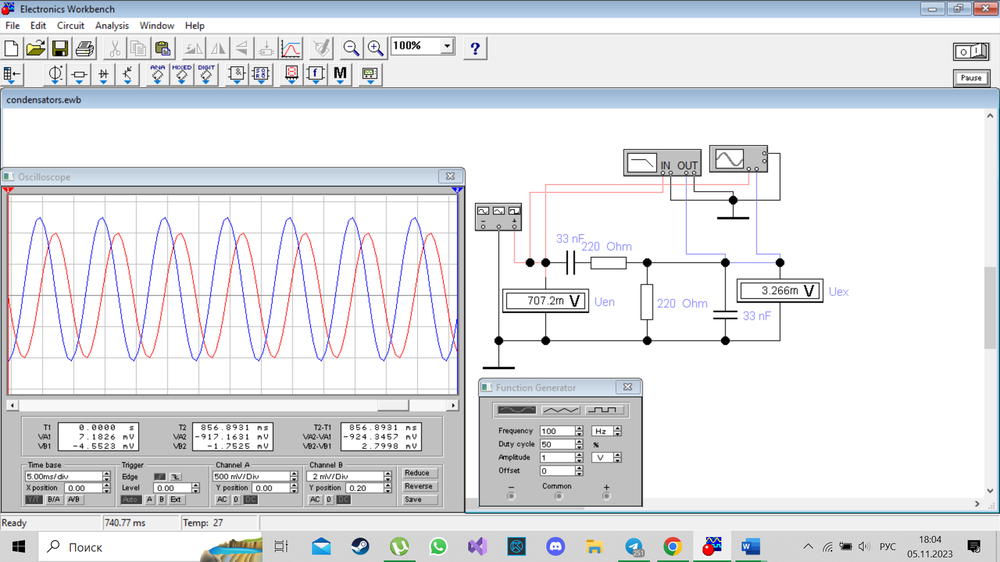 Electronics Workbench
File Edit Circuit Analysis Window Help
100%
?
ANA MIXED DIGIT
M
Pause
condensators.ewb
Oscilloscope
1
2
IN OUT
33 nF
220 Ohm
707.2m V
Uen
220 Ohm
3.266m V
Uex
33 nF
T1 0.0000 s
VA1 7.1826 mV
VB1 -4.5523 mV
T2 856.8931 ms
VA2 -917.1631 mV
VB2 -1.7525 mV
T2-T1 856.8931 ms
VA2-VA1 -924.3457 mV
VB2-VB1 2.7998 mV
Time base
5.00ms/div
X position 0.00
Y/T B/A A/B
Trigger
Edge
Level 0.00
Auto A B Ext
Channel A
500 mV/Div
Y position 0.00
AC 0 DC
Channel B
2 mV/Div
Y position 0.20
AC 0 DC
Reduce
Reverse
Save
Function Generator
Frequency 100 Hz
Duty cycle 50 %
Amplitude 1 V
Offset 0
− Common +
Ready
740.77 ms
Temp: 27
Поиск
251
W
РУС
18:04
05.11.2023